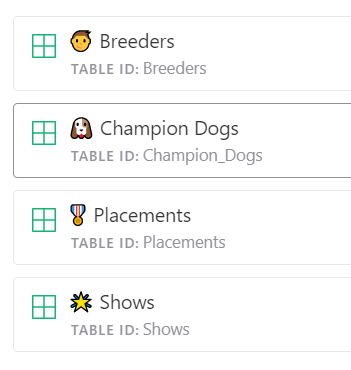 Breeders
TABLE ID: Breeders
Champion Dogs
TABLE ID: Champion_Dogs
Placements
TABLE ID: Placements
Shows
TABLE ID: Shows